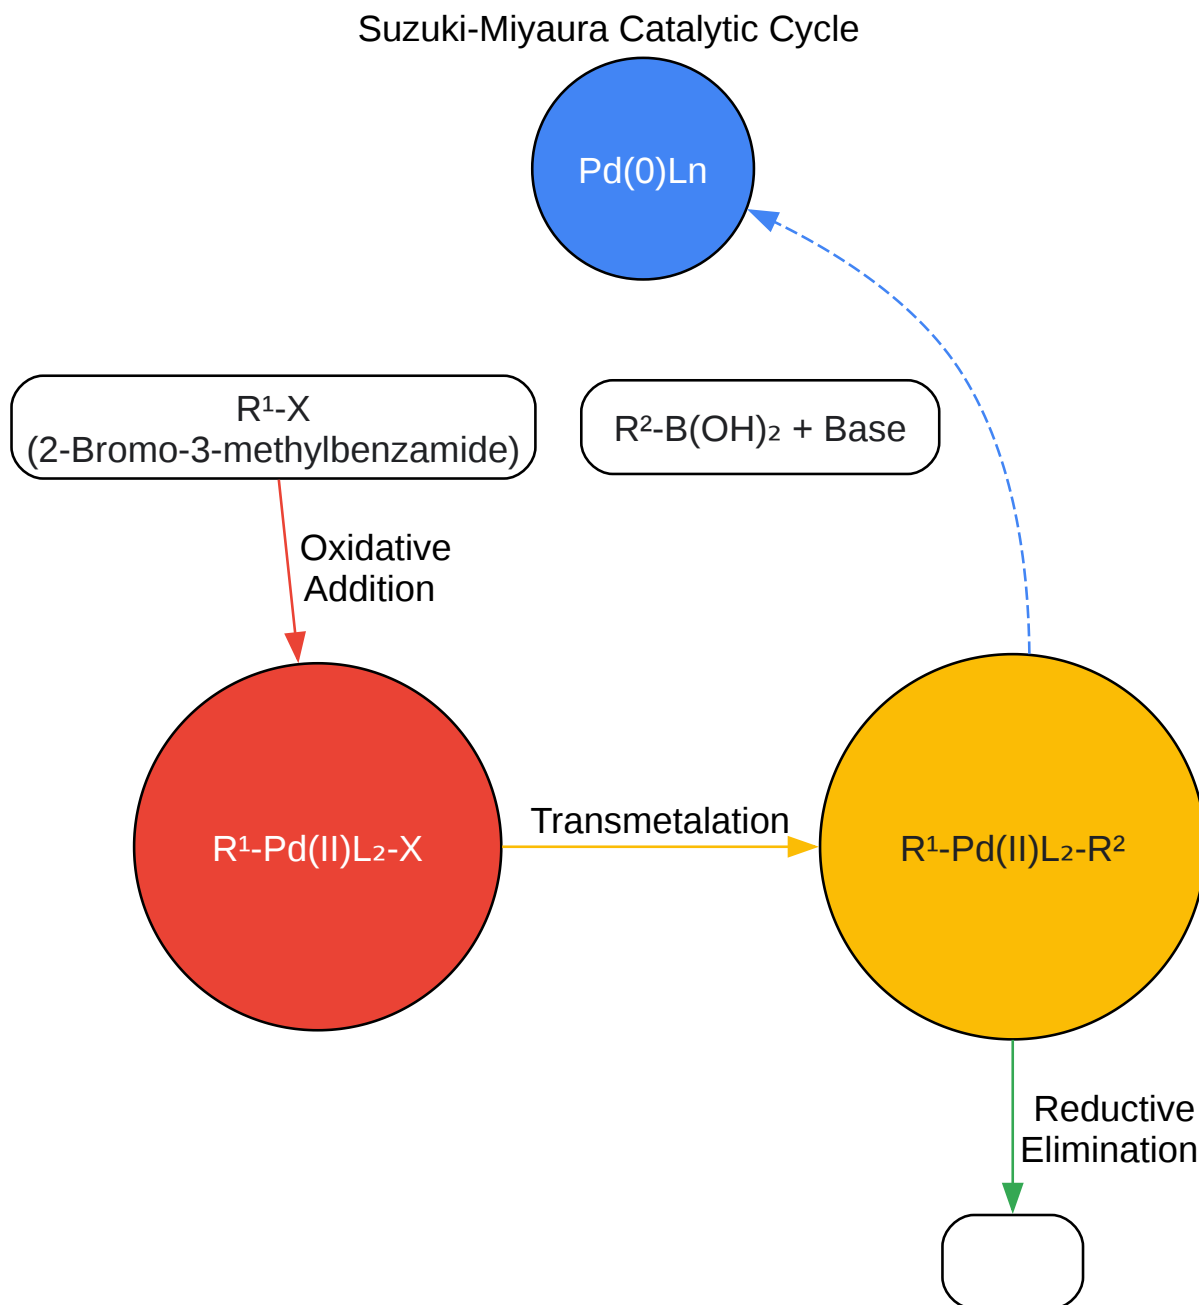 Suzuki-Miyaura Catalytic Cycle
Pd(0)Ln
R¹-X
(2-Bromo-3-methylbenzamide)
R²-B(OH)₂ + Base
Oxidative
Addition
Transmetalation
R¹-Pd(II)L₂-X
R¹-Pd(II)L₂-R²
Reductive
Elimination